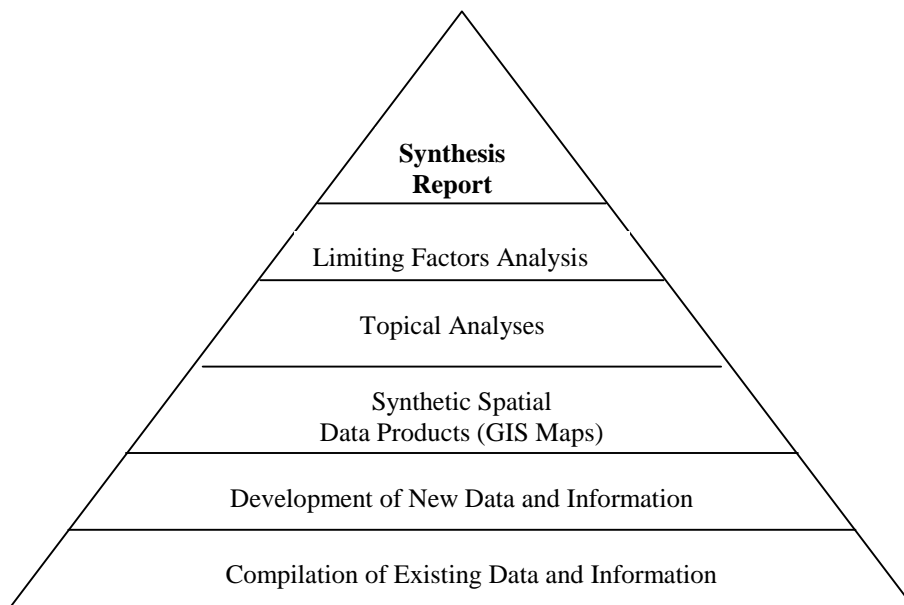 Synthesis
Report
Limiting Factors Analysis
Topical Analyses
Synthetic Spatial
Data Products (GIS Maps)
Development of New Data and Information
Compilation of Existing Data and Information